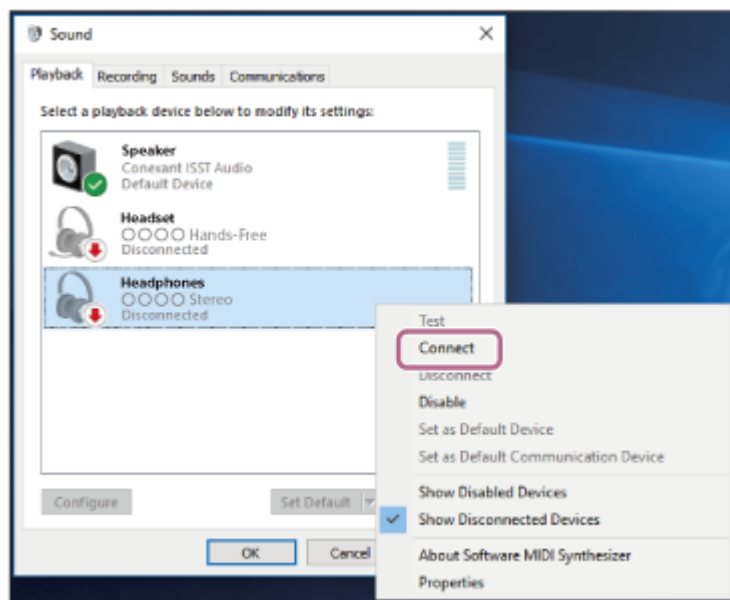 Sound
Playback Recording Sounds Communications
Select a playback device below to modify its settings:
Speaker
Conexant ISST Audio
Default Device
Headset
○○○○ Hands-Free
Disconnected
Headphones
○○○○ Stereo
Disconnected
Test
Connect
Disconnect
Disable
Set as Default Device
Set as Default Communication Device
Show Disabled Devices
Show Disconnected Devices
About Software MIDI Synthesizer
Properties
Configure Set Default
OK Cancel